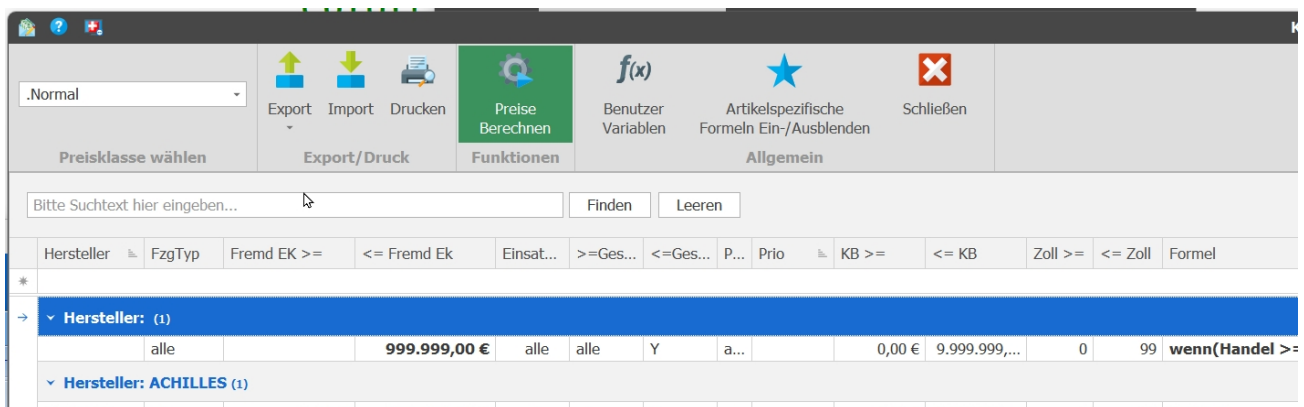 K
.Normal
Export
Import
Drucken
Preise
Berechnen
Benutzer
Variablen
Artikelspezifische
Formeln Ein-/Ausblenden
Schließen
Preisklasse wählen
Export/Druck
Funktionen
Allgemein
f(x)
Bitte Suchtext hier eingeben...
Finden
Leeren
Hersteller FzgTyp Fremd EK >= <= Fremd Ek Einsat... >=Ges... <=Ges... P... Prio KB >= <= KB Zoll >= <= Zoll Formel
Hersteller: (1)
alle 999.999,00 € alle alle Y a... 0,00 € 9.999.999,... 0 99 wenn(Handel >=
Hersteller: ACHILLES (1)